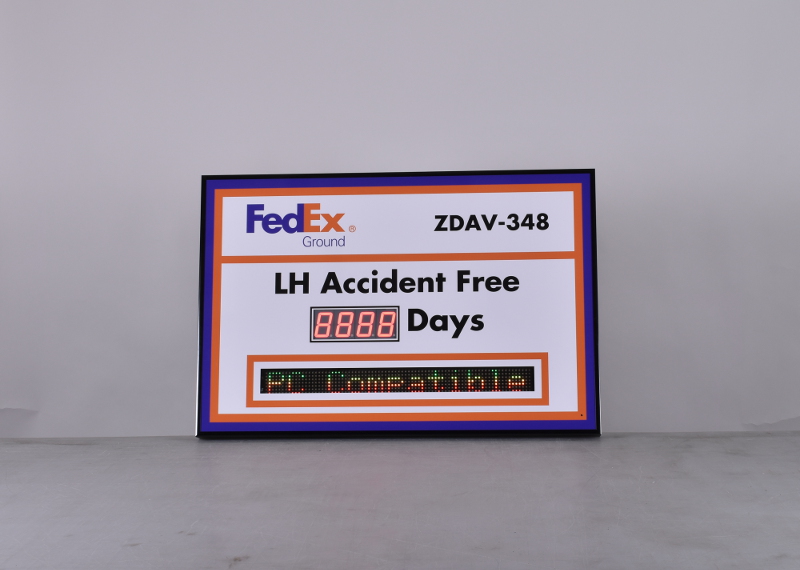 FedEx®
Ground
ZDAV-348
LH Accident Free
8888 Days
PC Compatible